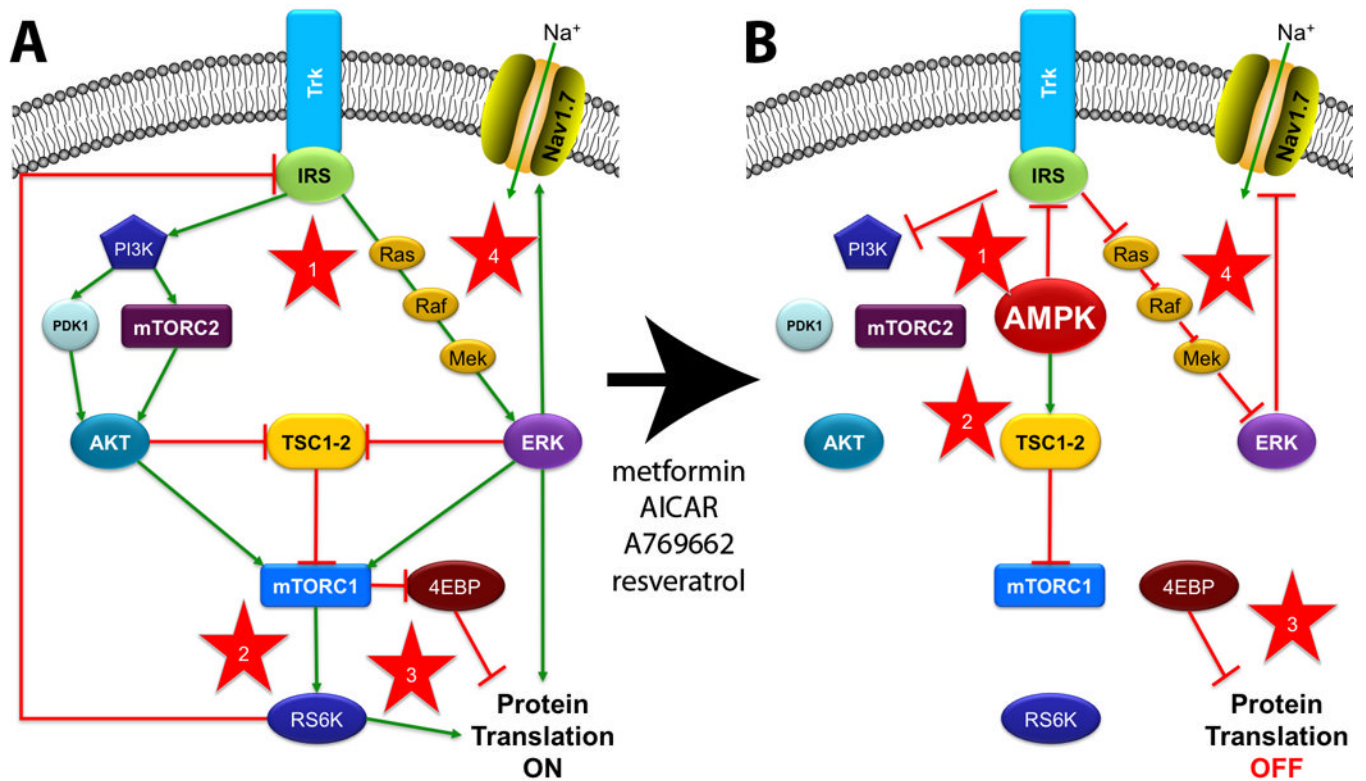 A
Trk
Na⁺
Nav1.7
IRS
1
4
PI3K
Ras
Raf
PDK1
mTORC2
Mek
AKT
TSC1-2
ERK
mTORC1
4EBP
2
3
RS6K
Protein
Translation
ON
metformin
AICAR
A769662
resveratrol
B
Trk
Na⁺
Nav1.7
IRS
PI3K
1
Ras
4
Raf
PDK1
mTORC2
AMPK
Mek
2
AKT
TSC1-2
ERK
mTORC1
4EBP
3
RS6K
Protein
Translation
OFF